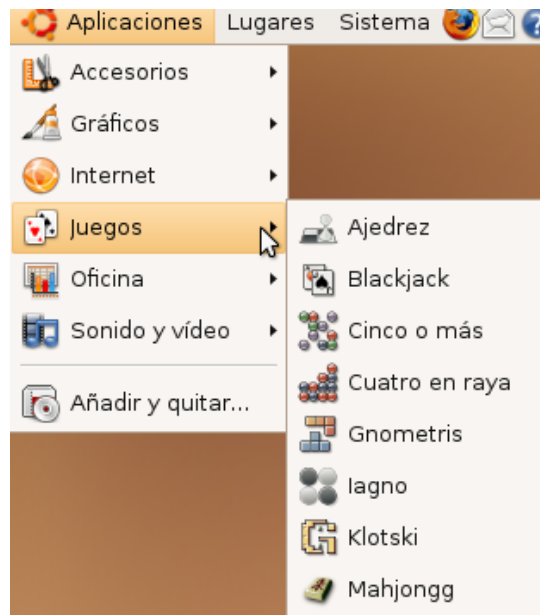 Aplicaciones Lugares Sistema
Accesorios
Gráficos
Internet
Juegos
Oficina
Sonido y vídeo
Añadir y quitar...
Ajedrez
Blackjack
Cinco o más
Cuatro en raya
Gnometris
Iagno
Klotski
Mahjongg